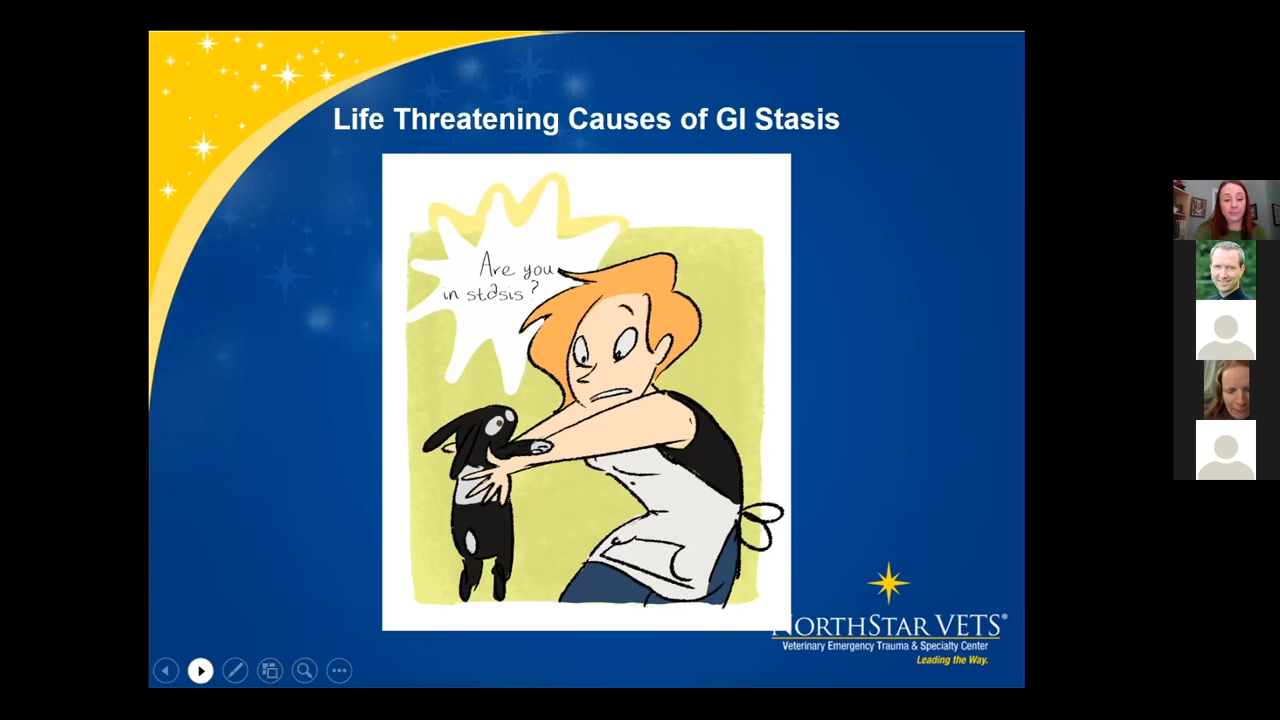 Life Threatening Causes of GI Stasis
Are you
in stasis?
NORTHSTAR VETS®
Veterinary Emergency Trauma & Specialty Center
Leading the Way.